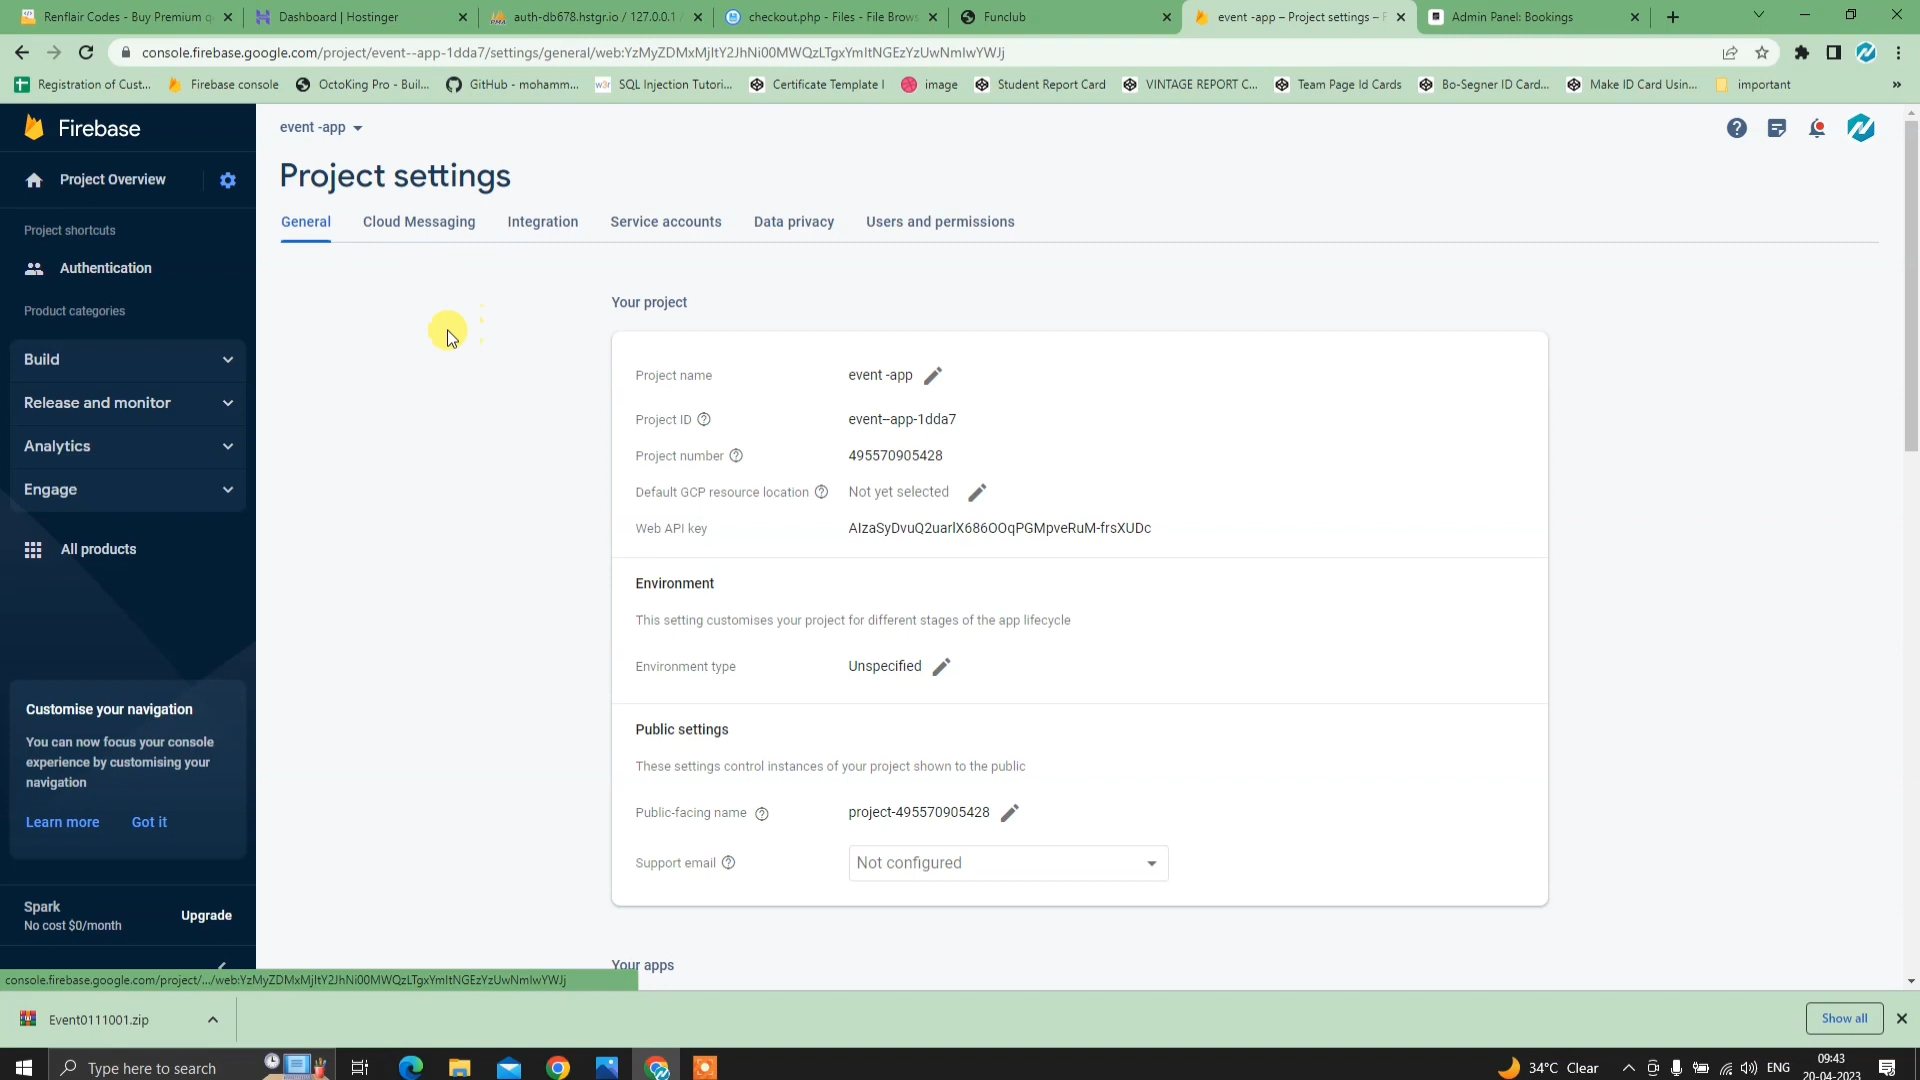 Renflair Codes - Buy Premium q
Dashboard | Hostinger
auth-db678.hstgr.io / 127.0.0.1 /
checkout.php - Files - File Brows
Funclub
event -app – Project settings – F
Admin Panel: Bookings
console.firebase.google.com/project/event--app-1dda7/settings/general/web:YzMyZDMxMjItY2JhNi00MWQzLTgxYmItNGEzYzUwNmIwYWJj
Registration of Cust...
Firebase console
OctoKing Pro - Buil...
GitHub - mohamm...
SQL Injection Tutori...
Certificate Template I
image
Student Report Card
VINTAGE REPORT C...
Team Page Id Cards
Bo-Segner ID Card...
Make ID Card Usin...
important
Firebase
event -app
Project Overview
Project settings
General
Cloud Messaging
Integration
Service accounts
Data privacy
Users and permissions
Project shortcuts
Authentication
Product categories
Build
Release and monitor
Analytics
Engage
All products
Your project
Project name
event -app
Project ID
event--app-1dda7
Project number
495570905428
Default GCP resource location
Not yet selected
Web API key
AIzaSyDvuQ2uarlX686OOqPGMpveRuM-frsXUDc
Environment
This setting customises your project for different stages of the app lifecycle
Environment type
Unspecified
Public settings
These settings control instances of your project shown to the public
Public-facing name
project-495570905428
Support email
Not configured
Your apps
Customise your navigation
You can now focus your console
experience by customising your
navigation
Learn more
Got it
Spark
No cost $0/month
Upgrade
console.firebase.google.com/project/.../web:YzMyZDMxMjItY2JhNi00MWQzLTgxYmItNGEzYzUwNmIwYWJj
Event0111001.zip
Show all
Type here to search
34°C Clear
ENG
09:43
20-04-2023